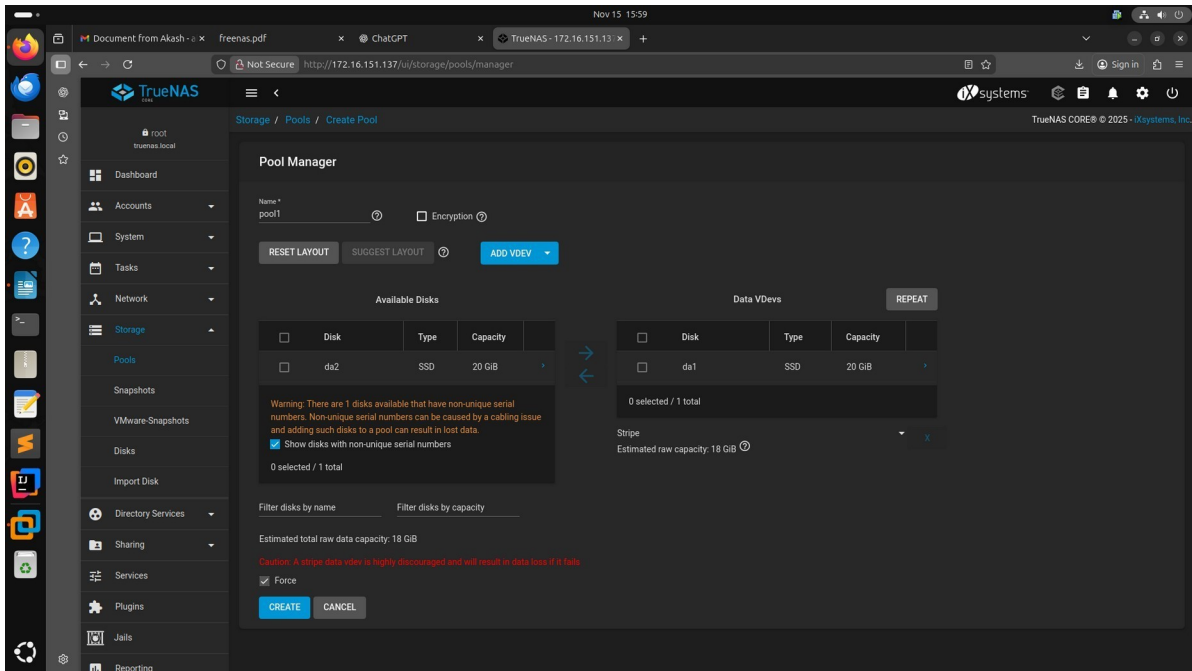 Nov 15 15:59
Document from Akash - a
freenas.pdf
ChatGPT
TrueNAS - 172.16.151.13
Not Secure http://172.16.151.137/ui/storage/pools/manager
Sign in
TrueNAS
CORE
iXsystems
root
truenas.local
Storage / Pools / Create Pool
TrueNAS CORE® © 2025 - iXsystems, Inc.
Dashboard
Accounts
System
Tasks
Network
Storage
Pools
Snapshots
VMware-Snapshots
Disks
Import Disk
Directory Services
Sharing
Services
Plugins
Jails
Reporting
Pool Manager
Name *
pool1
Encryption
RESET LAYOUT SUGGEST LAYOUT ADD VDEV
Available Disks
Disk Type Capacity
da2 SSD 20 GiB
Warning: There are 1 disks available that have non-unique serial
numbers. Non-unique serial numbers can be caused by a cabling issue
and adding such disks to a pool can result in lost data.
Show disks with non-unique serial numbers
0 selected / 1 total
Data VDevs REPEAT
Disk Type Capacity
da1 SSD 20 GiB
0 selected / 1 total
Stripe X
Estimated raw capacity: 18 GiB
Filter disks by name Filter disks by capacity
Estimated total raw data capacity: 18 GiB
Caution: A stripe data vdev is highly discouraged and will result in data loss if it fails
Force
CREATE CANCEL